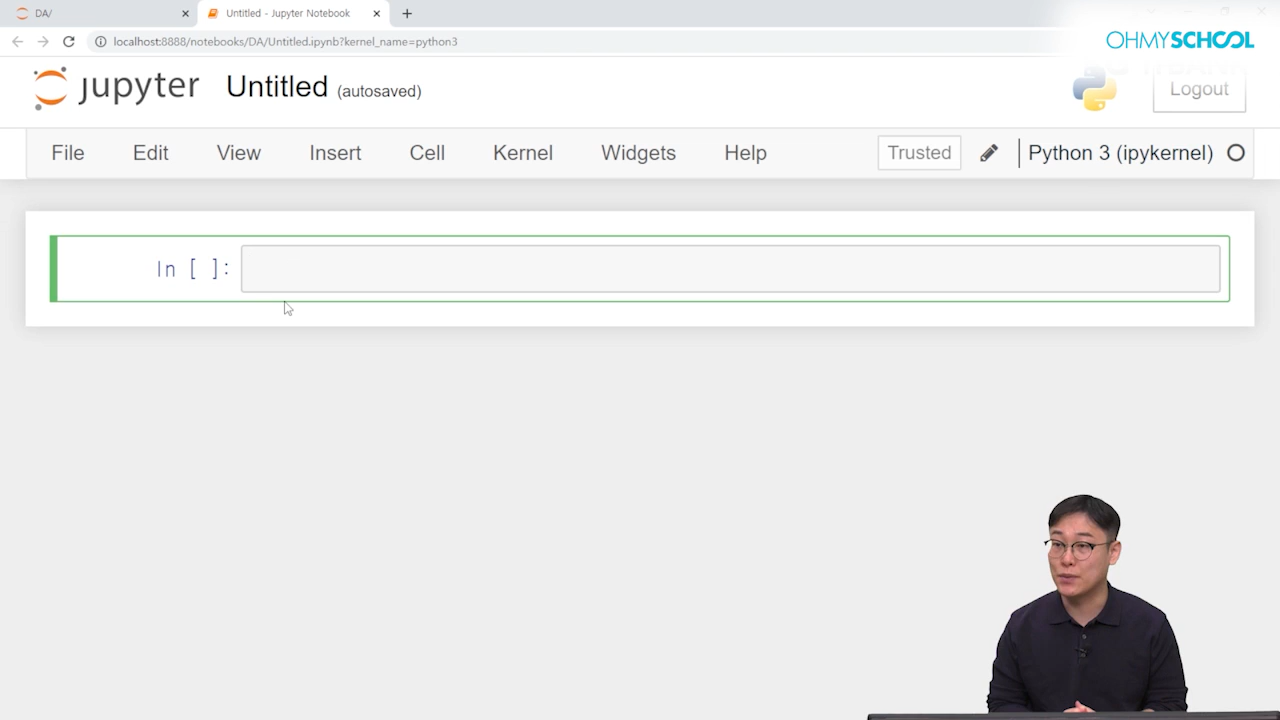 DA/
Untitled - Jupyter Notebook
localhost:8888/notebooks/DA/Untitled.ipynb?kernel_name=python3
OHMYSCHOOL
jupyter Untitled (autosaved)
Logout
File Edit View Insert Cell Kernel Widgets Help Trusted Python 3 (ipykernel)
In [ ]: